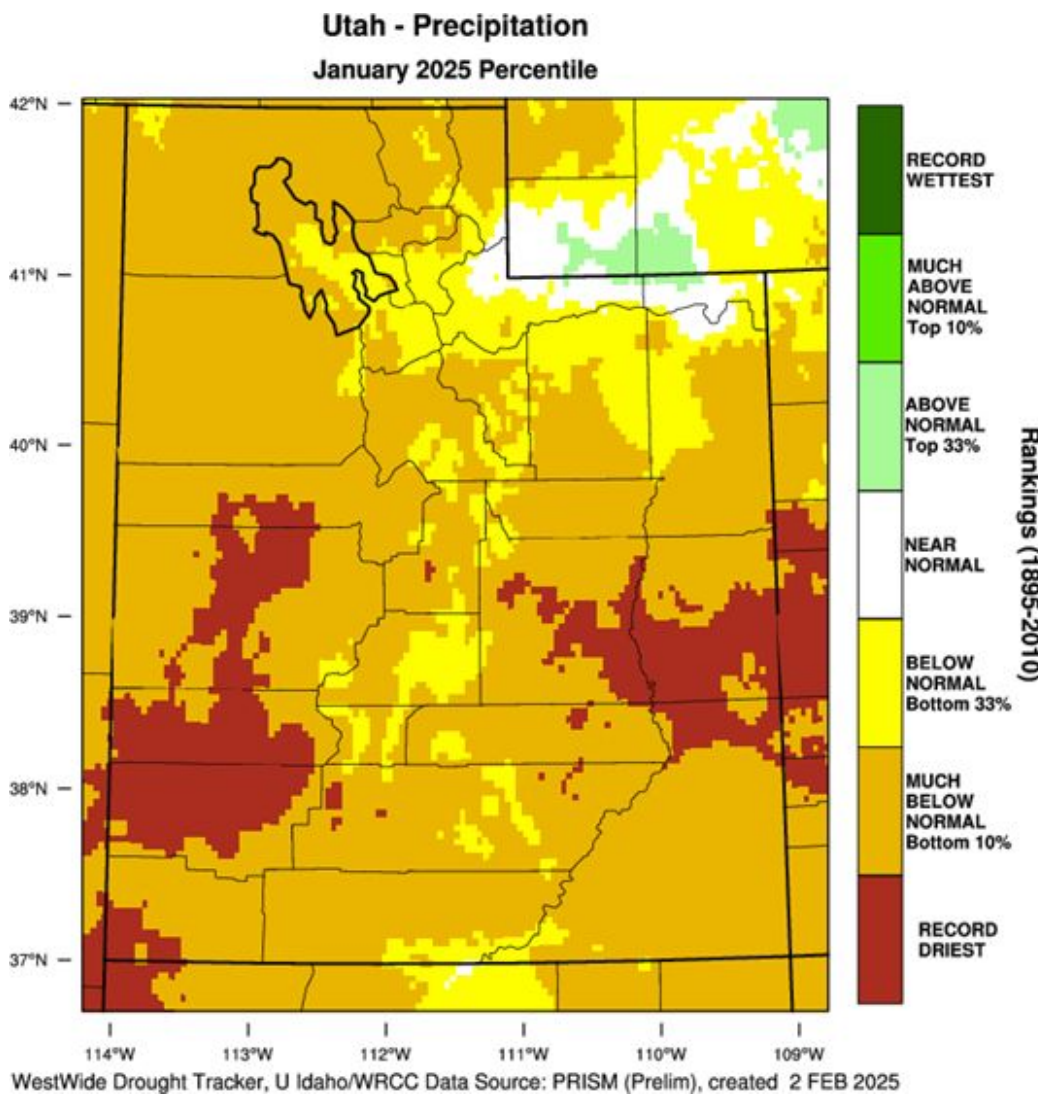 Utah - Precipitation
January 2025 Percentile
42°N
41°N
40°N
39°N
38°N
37°N
114°W
113°W
112°W
111°W
110°W
109°W
RECORD
WETTEST
MUCH
ABOVE
NORMAL
Top 10%
ABOVE
NORMAL
Top 33%
NEAR
NORMAL
BELOW
NORMAL
Bottom 33%
MUCH
BELOW
NORMAL
Bottom 10%
RECORD
DRIEST
Rankings (1895-2010)
WestWide Drought Tracker, U Idaho/WRCC Data Source: PRISM (Prelim), created 2 FEB 2025